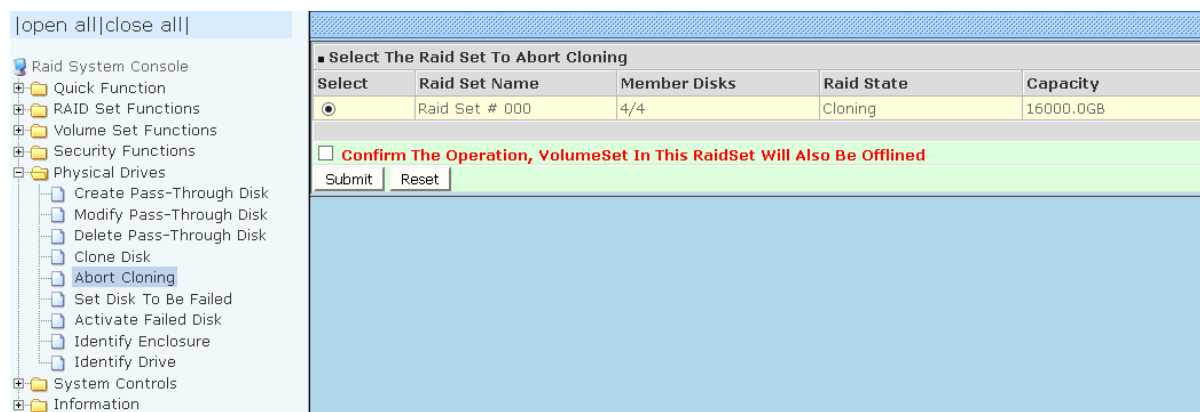 |open all|close all|
Raid System Console
Quick Function
RAID Set Functions
Volume Set Functions
Security Functions
Physical Drives
Create Pass-Through Disk
Modify Pass-Through Disk
Delete Pass-Through Disk
Clone Disk
Abort Cloning
Set Disk To Be Failed
Activate Failed Disk
Identify Enclosure
Identify Drive
System Controls
Information
Select The Raid Set To Abort Cloning
Select Raid Set Name Member Disks Raid State Capacity
Raid Set # 000 4/4 Cloning 16000.0GB
Confirm The Operation, VolumeSet In This RaidSet Will Also Be Offlined
Submit Reset